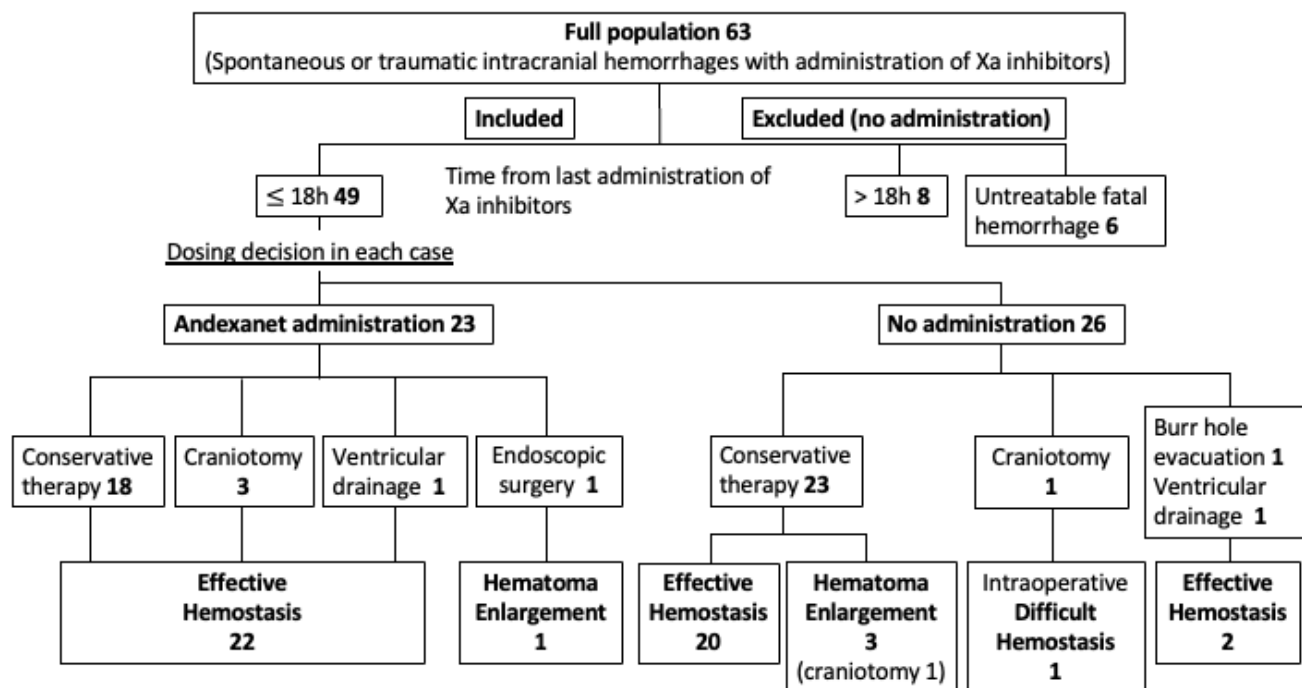 Full population 63
(Spontaneous or traumatic intracranial hemorrhages with administration of Xa inhibitors)
Included
Excluded (no administration)
≤ 18h 49
Time from last administration of
Xa inhibitors
> 18h 8
Untreatable fatal
hemorrhage 6
Dosing decision in each case
Andexanet administration 23
No administration 26
Conservative
therapy 18
Craniotomy
3
Ventricular
drainage 1
Endoscopic
surgery 1
Conservative
therapy 23
Craniotomy
1
Burr hole
evacuation 1
Ventricular
drainage 1
Effective
Hemostasis
22
Hematoma
Enlargement
1
Effective
Hemostasis
20
Hematoma
Enlargement
3
(craniotomy 1)
Intraoperative
Difficult
Hemostasis
1
Effective
Hemostasis
2